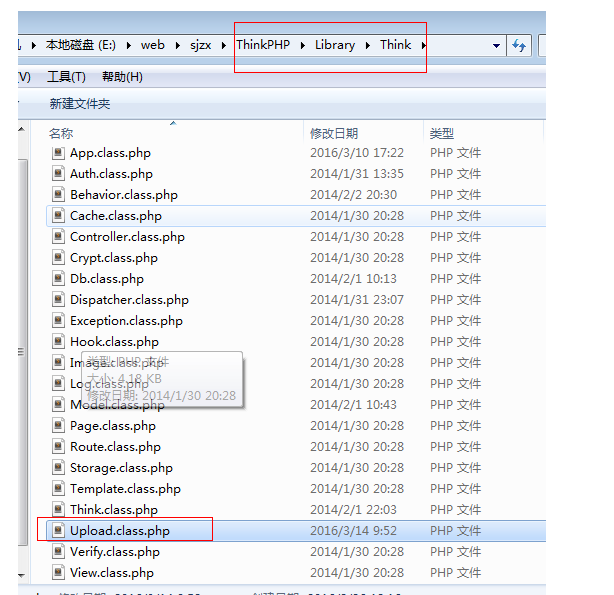 本地磁盘 (E:) web sjzx ThinkPHP Library Think
(V) 工具(T) 帮助(H)
新建文件夹
名称 修改日期 类型
App.class.php 2016/3/10 17:22 PHP 文件
Auth.class.php 2014/1/31 13:35 PHP 文件
Behavior.class.php 2014/2/2 20:30 PHP 文件
Cache.class.php 2014/1/30 20:28 PHP 文件
Controller.class.php 2014/1/30 20:28 PHP 文件
Crypt.class.php 2014/1/30 20:28 PHP 文件
Db.class.php 2014/2/1 10:13 PHP 文件
Dispatcher.class.php 2014/1/31 23:07 PHP 文件
Exception.class.php 2014/1/30 20:28 PHP 文件
Hook.class.php 2014/1/30 20:28 PHP 文件
Image.class.php 2014/1/30 20:28 PHP 文件
类型: PHP 文件
Log.class.php 2014/1/30 20:28 PHP 文件
大小: 4.18 KB
修改日期: 2014/1/30 20:28
Model.class.php 2014/2/1 10:43 PHP 文件
Page.class.php 2014/1/30 20:28 PHP 文件
Route.class.php 2014/1/30 20:28 PHP 文件
Storage.class.php 2014/1/30 20:28 PHP 文件
Template.class.php 2014/1/30 20:28 PHP 文件
Think.class.php 2014/2/1 22:03 PHP 文件
Upload.class.php 2016/3/14 9:52 PHP 文件
Verify.class.php 2014/1/30 20:28 PHP 文件
View.class.php 2014/1/30 20:28 PHP 文件